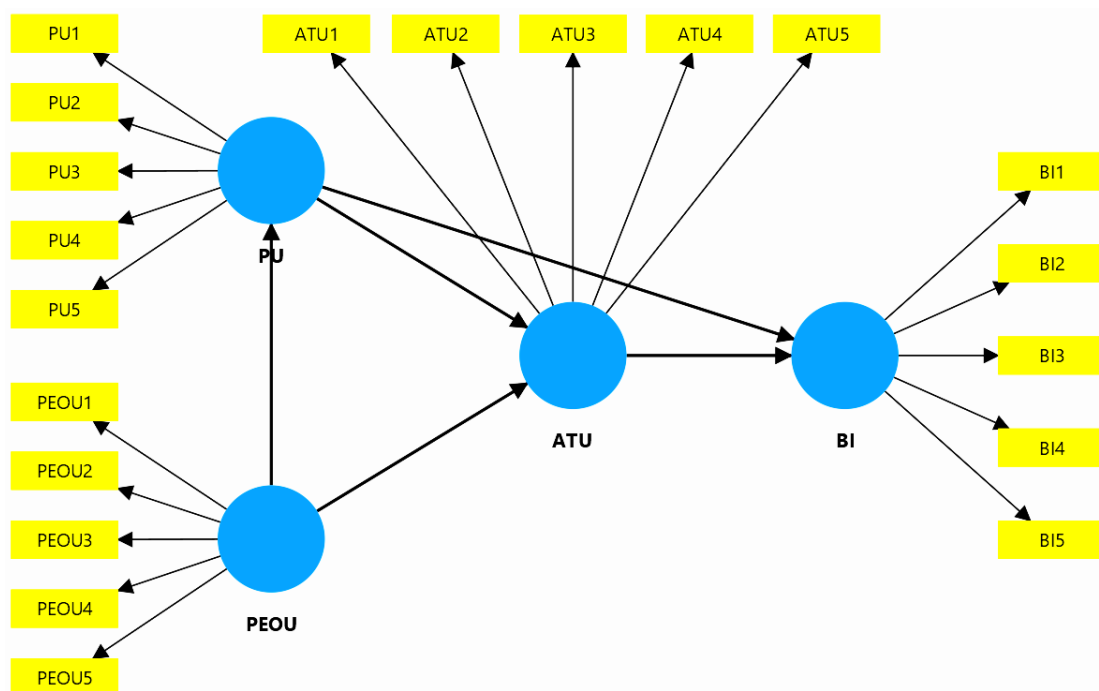 PU1
ATU1
ATU2
ATU3
ATU4
ATU5
PU2
PU3
PU4
PU5
PU
BI1
BI2
BI3
BI4
BI5
ATU
BI
PEOU1
PEOU2
PEOU3
PEOU4
PEOU5
PEOU